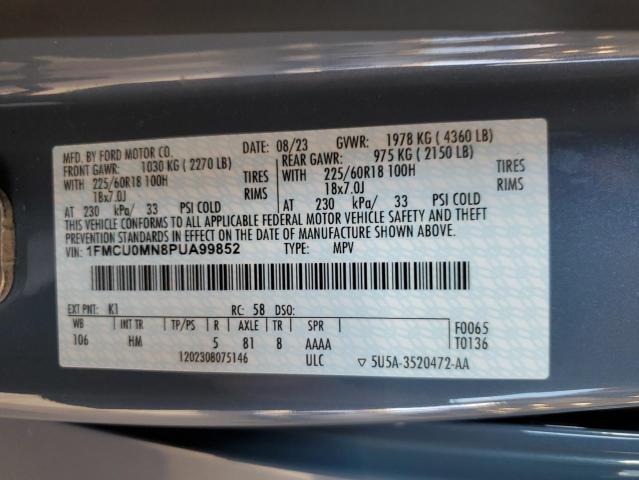 MFD. BY FORD MOTOR CO. DATE: 08/23 GVWR: 1978 KG ( 4360 LB)
FRONT GAWR: 1030 KG ( 2270 LB) REAR GAWR: 975 KG ( 2150 LB)
WITH 225/60R18 100H TIRES WITH 225/60R18 100H TIRES
18x7.0J RIMS 18x7.0J RIMS
AT 230 kPa/ 33 PSI COLD AT 230 kPa/ 33 PSI COLD
THIS VEHICLE CONFORMS TO ALL APPLICABLE FEDERAL MOTOR VEHICLE SAFETY AND THEFT
PREVENTION STANDARDS IN EFFECT ON THE DATE OF MANUFACTURE SHOWN ABOVE.
VIN: 1FMCU0MN8PUA99852 TYPE: MPV
EXT PNT: K1 RC: 58 DSO:
WB INT TR TP/PS R AXLE TR SPR F0065
106 HM 5 81 8 AAAA T0136
1202308075146 ULC ▽ 5U5A-3520472-AA